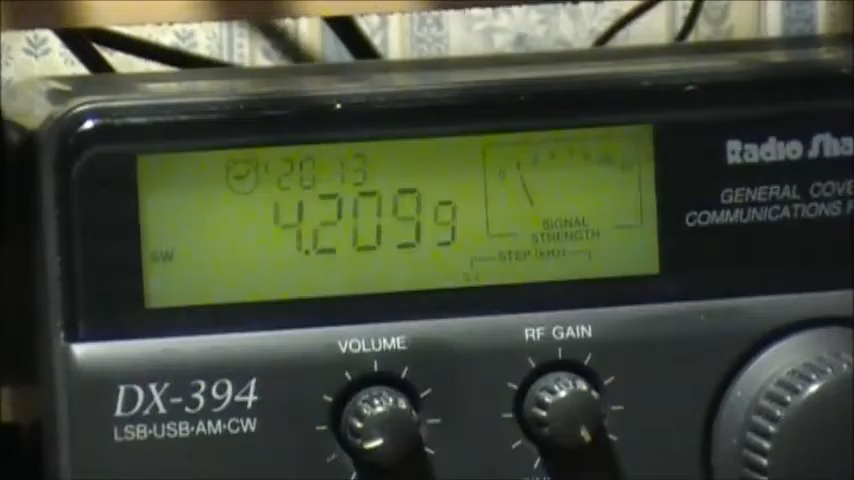 Radio Sha
GENERAL COVE
COMMUNICATIONS
20 13
4.2099
SW
SIGNAL
STRENGTH
STEP (kHz)
VOLUME
RF GAIN
DX-394
LSB•USB•AM•CW